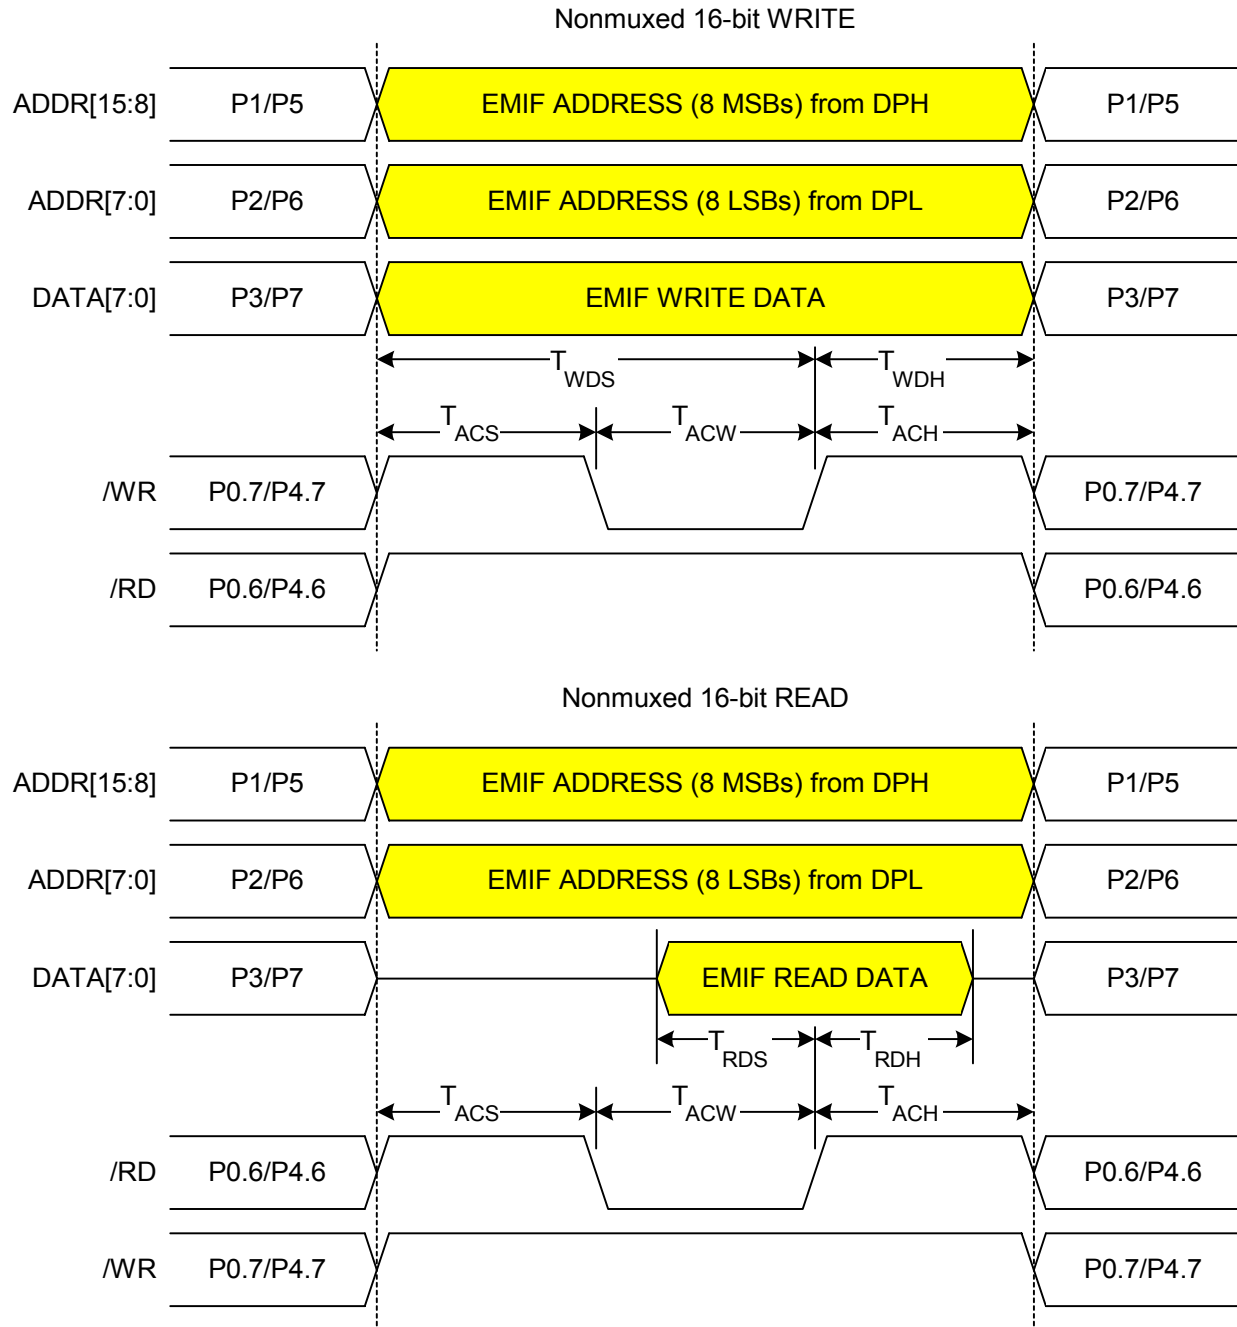 Nonmuxed 16-bit WRITE
ADDR[15:8] P1/P5 EMIF ADDRESS (8 MSBs) from DPH P1/P5
ADDR[7:0] P2/P6 EMIF ADDRESS (8 LSBs) from DPL P2/P6
DATA[7:0] P3/P7 EMIF WRITE DATA P3/P7
TWDS TWDH
TACS TACW TACH
/WR P0.7/P4.7 P0.7/P4.7
/RD P0.6/P4.6 P0.6/P4.6
Nonmuxed 16-bit READ
ADDR[15:8] P1/P5 EMIF ADDRESS (8 MSBs) from DPH P1/P5
ADDR[7:0] P2/P6 EMIF ADDRESS (8 LSBs) from DPL P2/P6
DATA[7:0] P3/P7 EMIF READ DATA P3/P7
TRDS TRDH
TACS TACW TACH
/RD P0.6/P4.6 P0.6/P4.6
/WR P0.7/P4.7 P0.7/P4.7